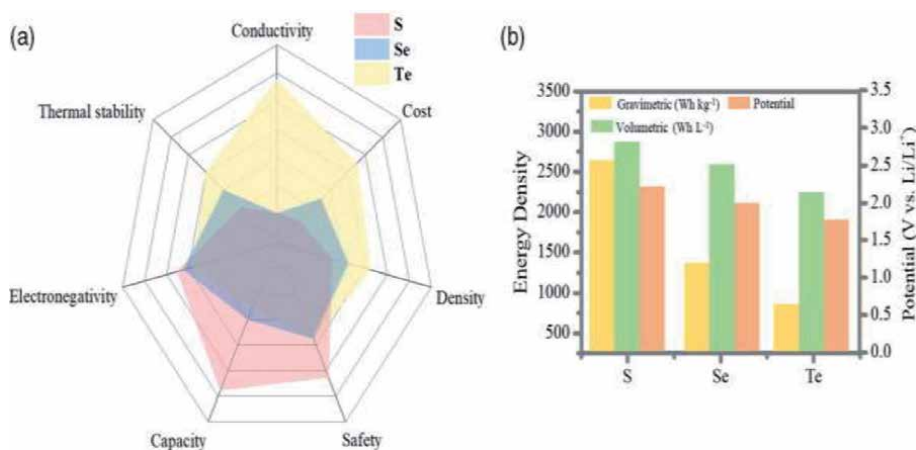 (a)
Conductivity
S
Se
Te
Thermal stability
Cost
Electronegativity
Density
Capacity
Safety
(b)
Gravimetric (Wh kg⁻¹)
Potential
Volumetric (Wh L⁻¹)
Energy Density
3500
3000
2500
2000
1500
1000
500
3.5
3.0
2.5
2.0
1.5
1.0
0.5
0.0
Potential (V vs. Li/Li⁺)
S
Se
Te